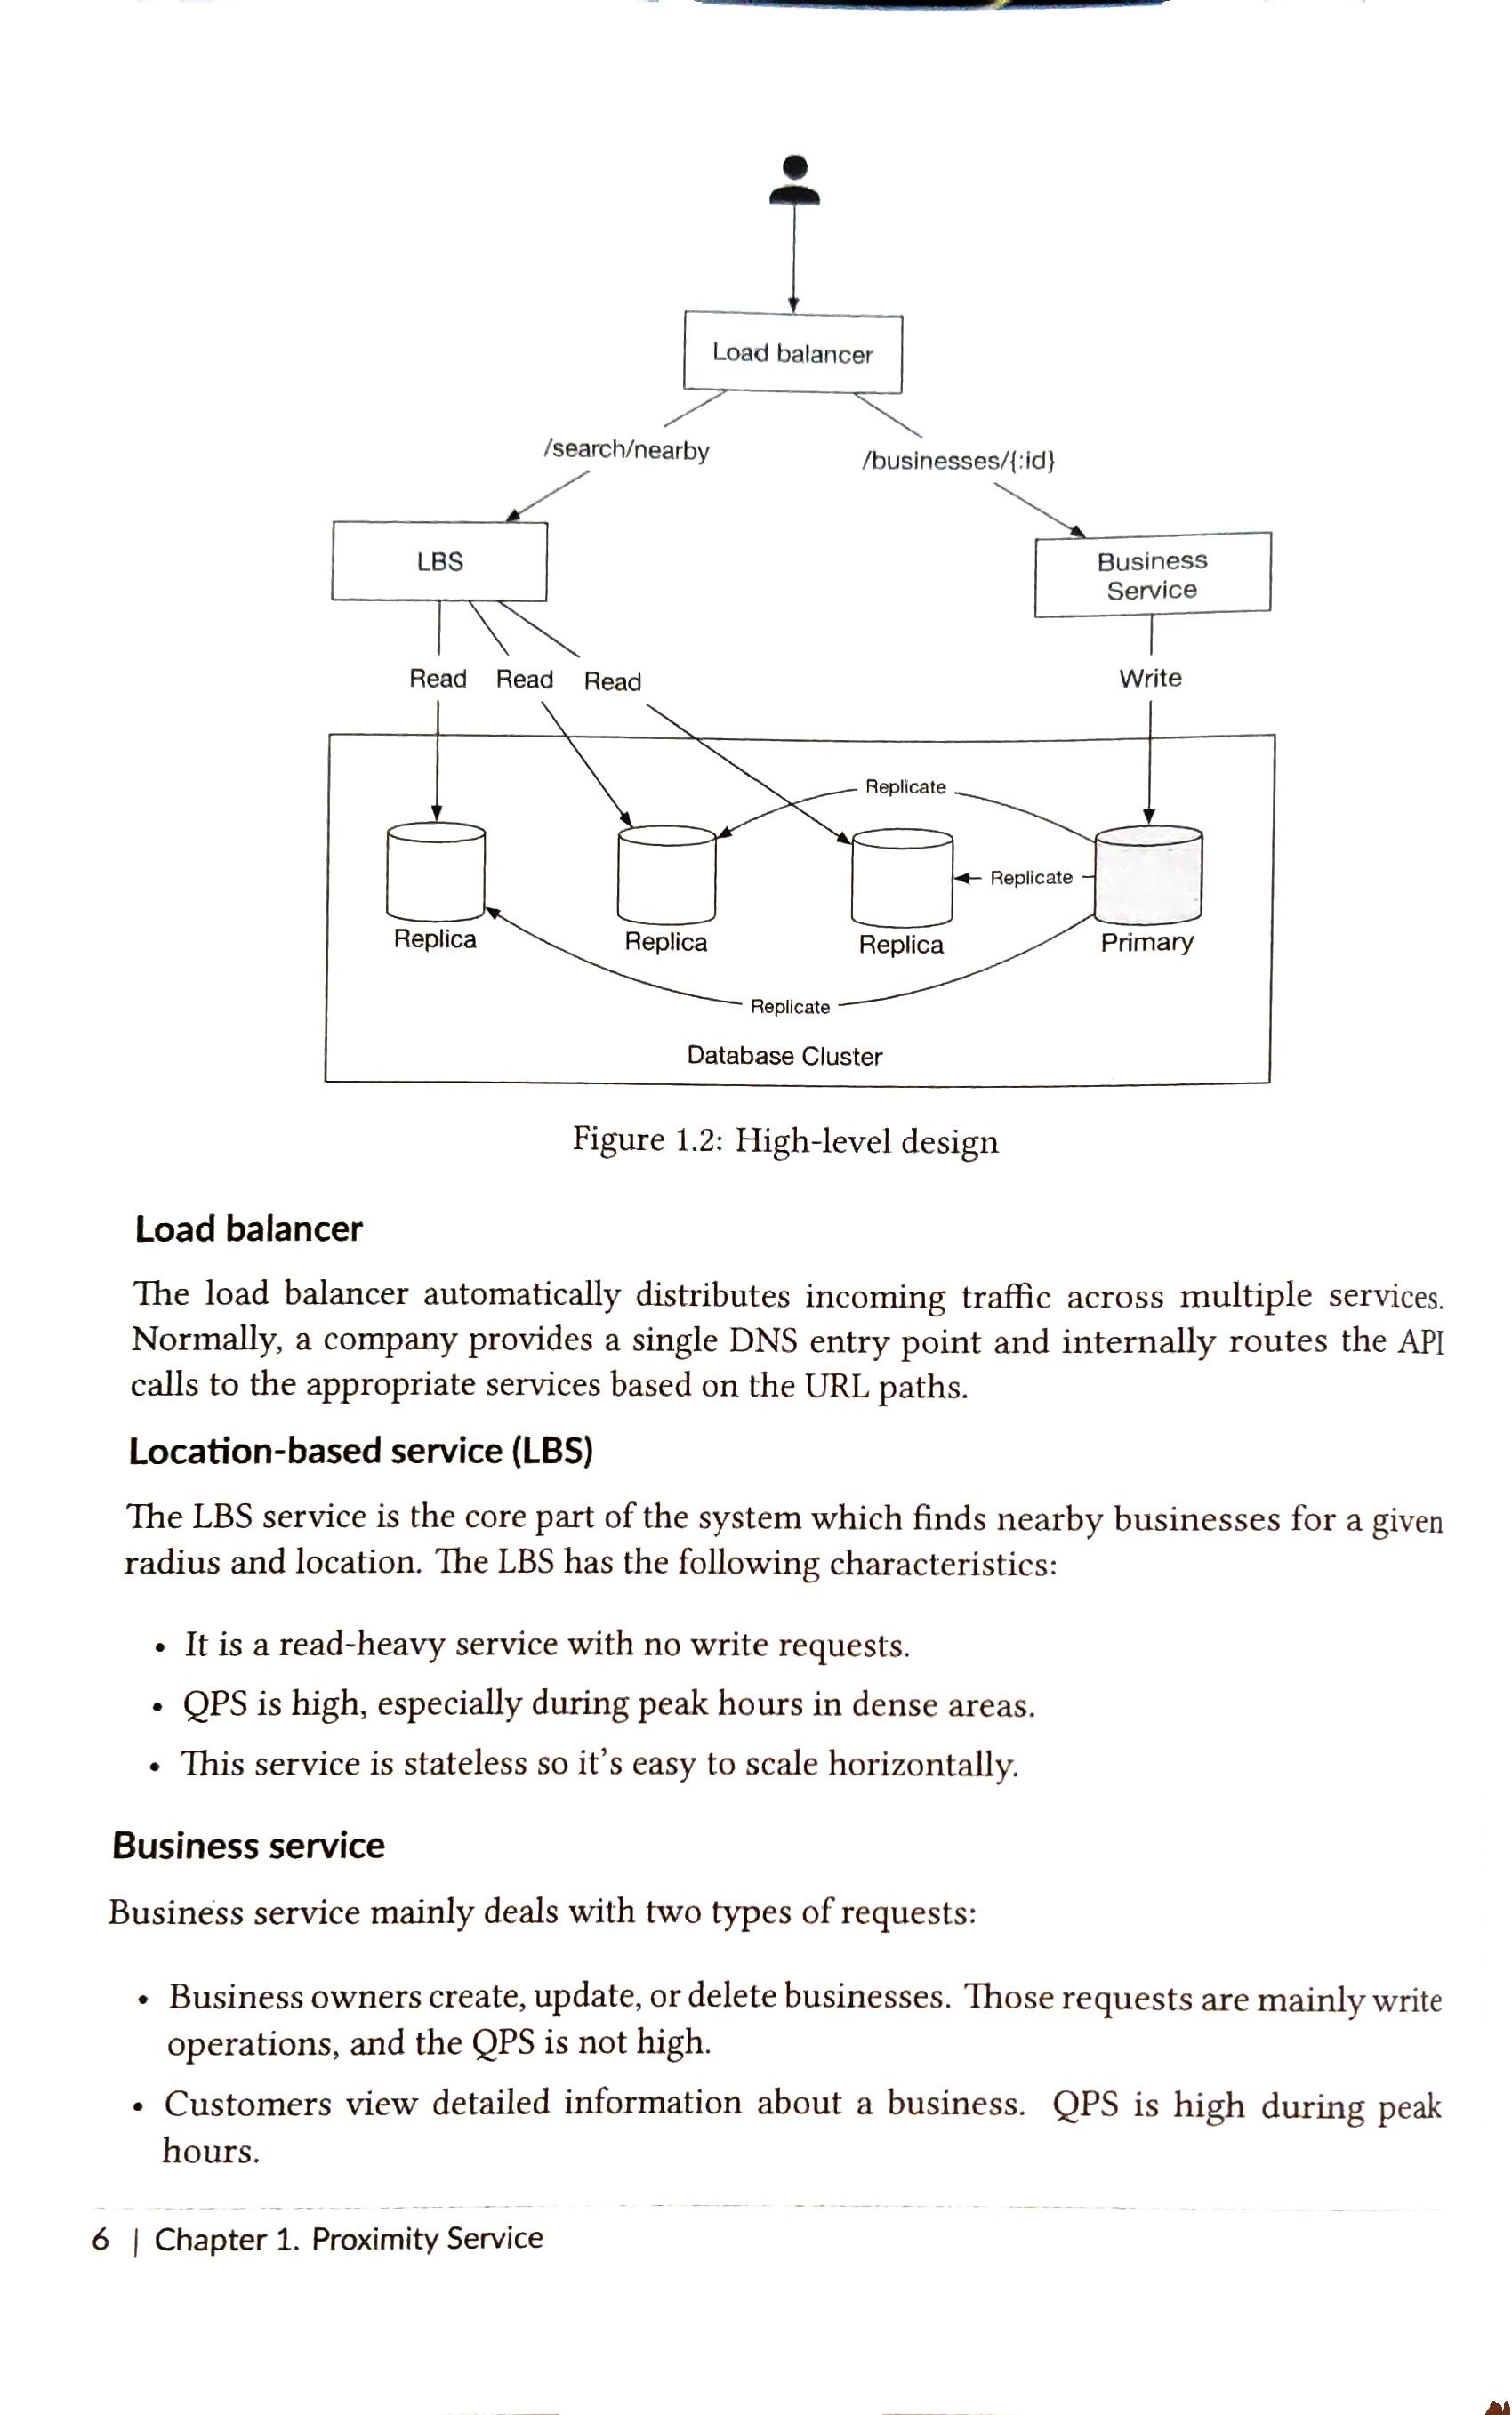 Load balancer
/search/nearby
/businesses/{:id}
LBS
Business
Service
Read Read Read
Write
Replicate
Replicate
Replica
Replica
Replica
Primary
Replicate
Database Cluster
Figure 1.2: High-level design
Load balancer
The load balancer automatically distributes incoming traffic across multiple services.
Normally, a company provides a single DNS entry point and internally routes the API
calls to the appropriate services based on the URL paths.
Location-based service (LBS)
The LBS service is the core part of the system which finds nearby businesses for a given
radius and location. The LBS has the following characteristics:
• It is a read-heavy service with no write requests.
• QPS is high, especially during peak hours in dense areas.
• This service is stateless so it's easy to scale horizontally.
Business service
Business service mainly deals with two types of requests:
• Business owners create, update, or delete businesses. Those requests are mainly write
operations, and the QPS is not high.
• Customers view detailed information about a business. QPS is high during peak
hours.
6 | Chapter 1. Proximity Service